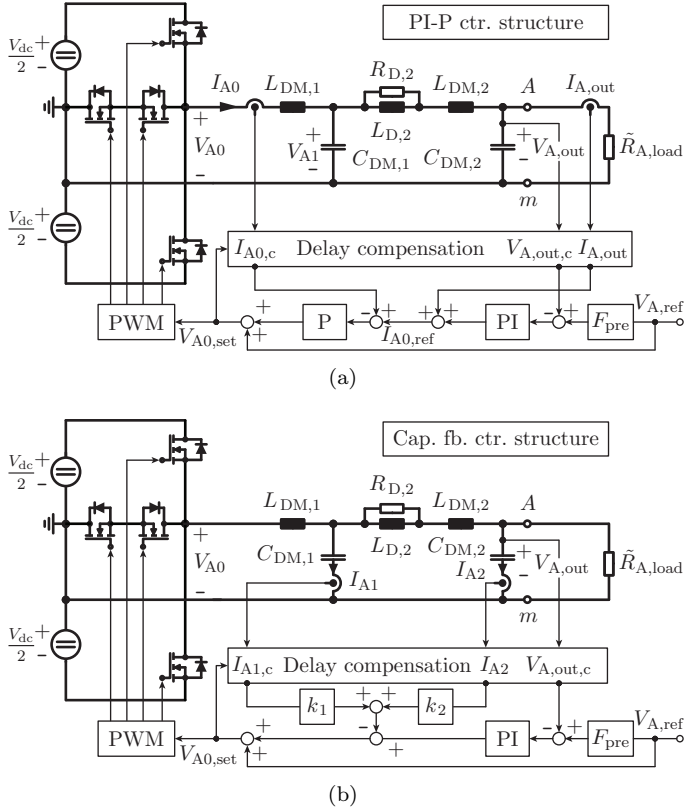 PI-P ctr. structure
V_dc/2 + -
I_A0 L_DM,1 R_D,2 L_DM,2 A I_A,out
+ V_A0 - + V_A1 - C_DM,1 L_D,2 C_DM,2 + - V_A,out R̃_A,load
m
V_dc/2 + -
I_A0,c Delay compensation V_A,out,c I_A,out
PWM V_A0,set + + P - + I_A0,ref + + PI - + F_pre V_A,ref
(a)
Cap. fb. ctr. structure
V_dc/2 + -
L_DM,1 R_D,2 L_DM,2 A
+ V_A0 - C_DM,1 L_D,2 C_DM,2 + - V_A,out R̃_A,load
I_A1 I_A2
m
V_dc/2 + -
I_A1,c Delay compensation I_A2 V_A,out,c
k_1 + + k_2
PWM V_A0,set + + - + PI - + F_pre V_A,ref
(b)